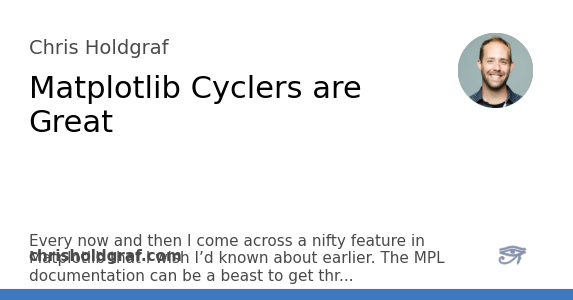 Chris Holdgraf
Matplotlib Cyclers are
Great
Every now and then I come across a nifty feature in
chrisholdgraf.com
Matplotlib that I wish I’d known about earlier. The MPL
documentation can be a beast to get thr...